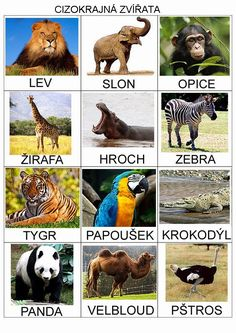 CIZOKRAJNÁ ZVÍŘATA
LEV SLON OPICE
ŽIRAFA HROCH ZEBRA
TYGR PAPOUŠEK KROKODÝL
PANDA VELBLOUD PŠTROS